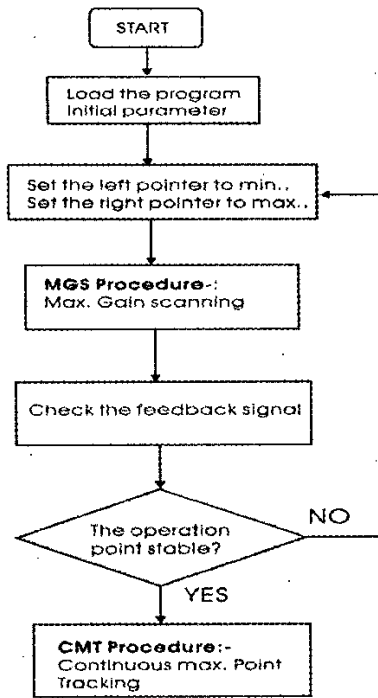 START
Load the program
Initial parameter
Set the left pointer to min..
Set the right pointer to max..
MGS Procedure-:
Max. Gain scanning
Check the feedback signal
The operation
point stable?
NO
YES
CMT Procedure:-
Continuous max. Point
Tracking